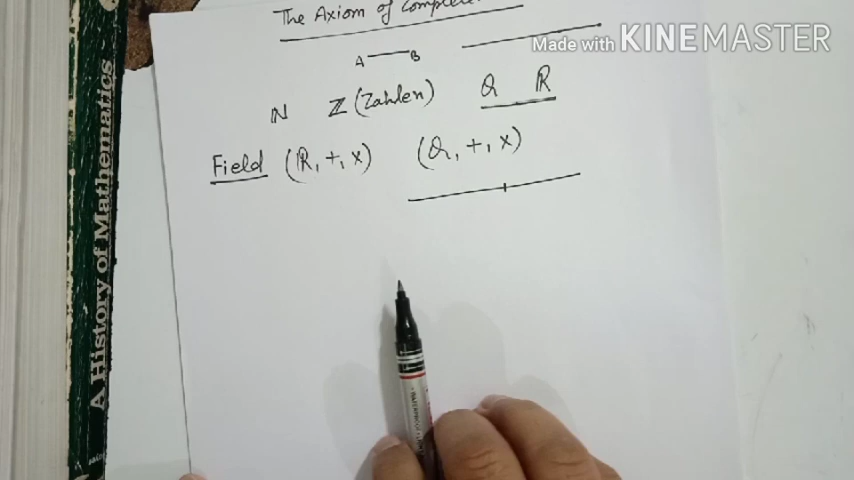 The Axiom of
Made with KINEMASTER
A B
N Z (Zahlen) Q R
Field (R, +, x) (Q, +, x)
A History of Mathematics